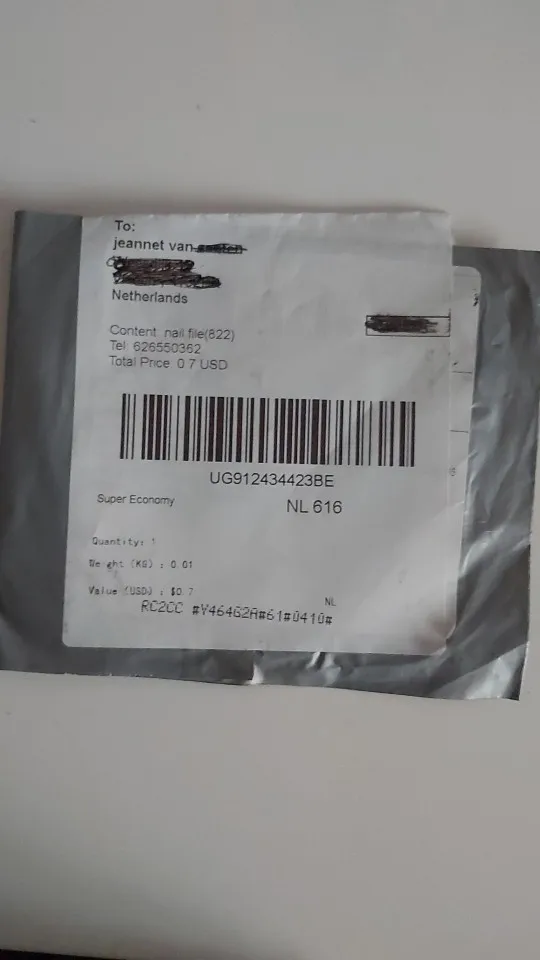 To:
jeannet van
Netherlands
Content: nail file(822)
Tel: 626550362
Total Price: 0.7 USD
UG912434423BE
Super Economy
NL 616
Quantity: 1
Weight (KG) : 0.01
Value (USD) : $0.7
NL
RC2CC #Y464G2A#61#0410#